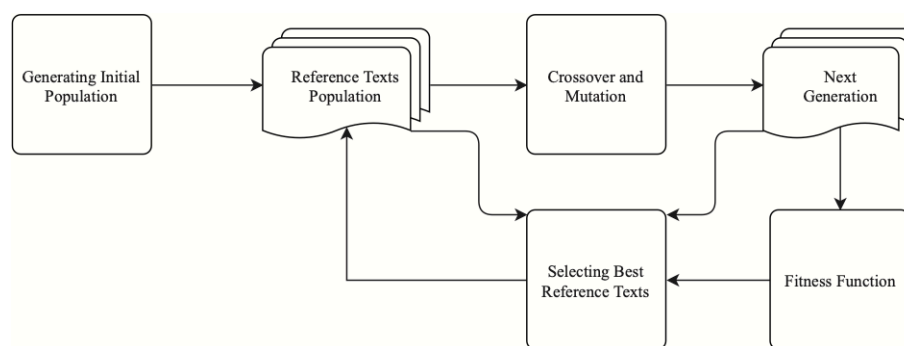 Generating Initial
Population
Reference Texts
Population
Crossover and
Mutation
Next
Generation
Selecting Best
Reference Texts
Fitness Function